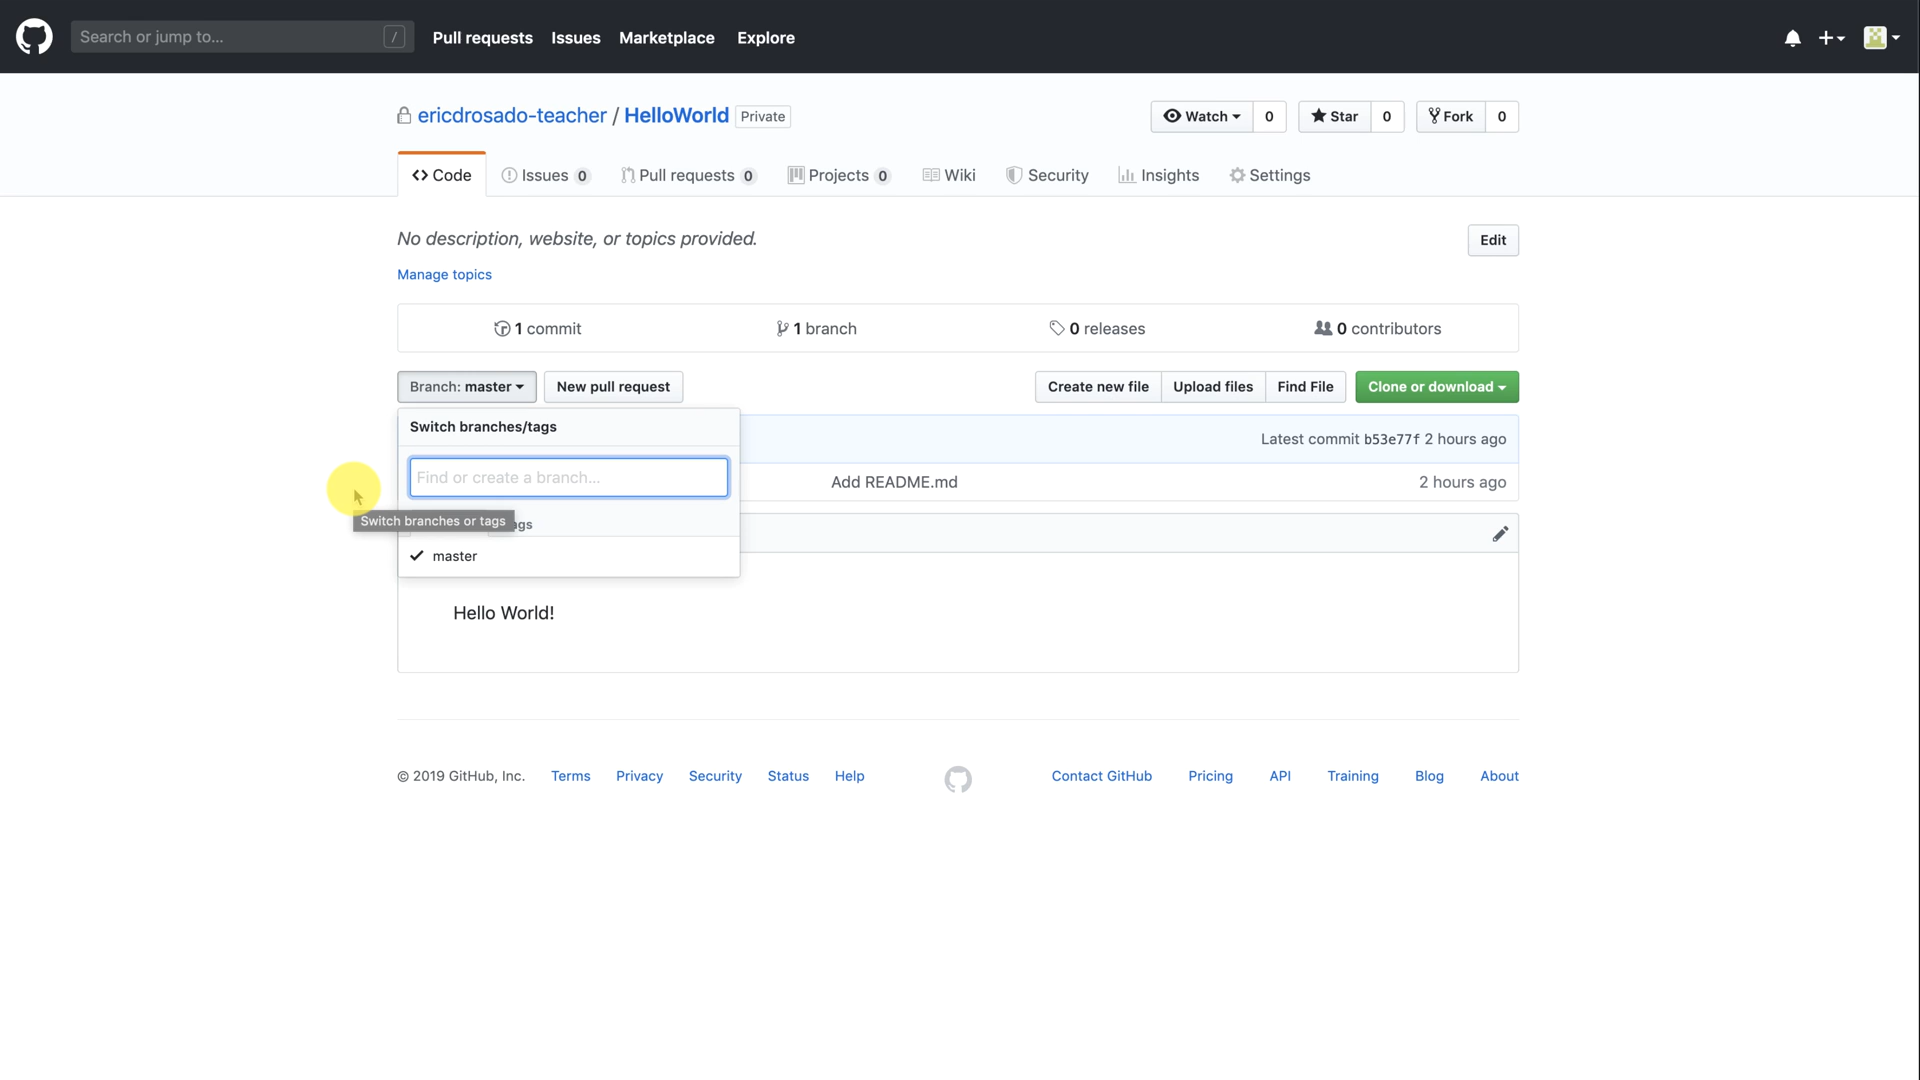 Search or jump to... /
Pull requests Issues Marketplace Explore
ericdrosado-teacher / HelloWorld Private
Watch 0 Star 0 Fork 0
Code Issues 0 Pull requests 0 Projects 0 Wiki Security Insights Settings
No description, website, or topics provided.
Edit
Manage topics
1 commit 1 branch 0 releases 0 contributors
Branch: master New pull request Create new file Upload files Find File Clone or download
Switch branches/tags
Latest commit b53e77f 2 hours ago
Find or create a branch...
Add README.md 2 hours ago
Switch branches or tags
master
Hello World!
© 2019 GitHub, Inc. Terms Privacy Security Status Help Contact GitHub Pricing API Training Blog About